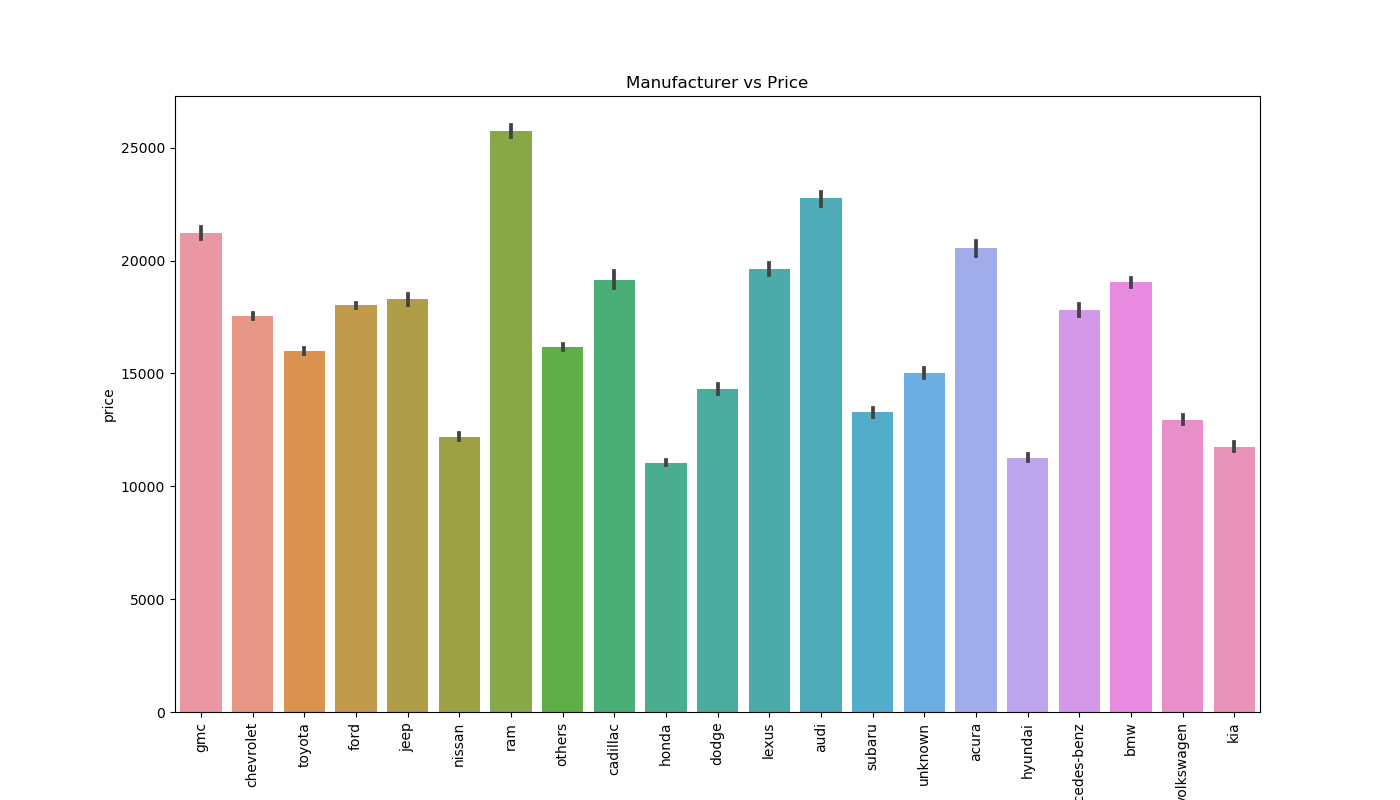 Manufacturer vs Price
25000
20000
15000
10000
5000
0
price
gmc
chevrolet
toyota
ford
jeep
nissan
ram
others
cadillac
honda
dodge
lexus
audi
subaru
unknown
acura
hyundai
cedes-benz
bmw
volkswagen
kia